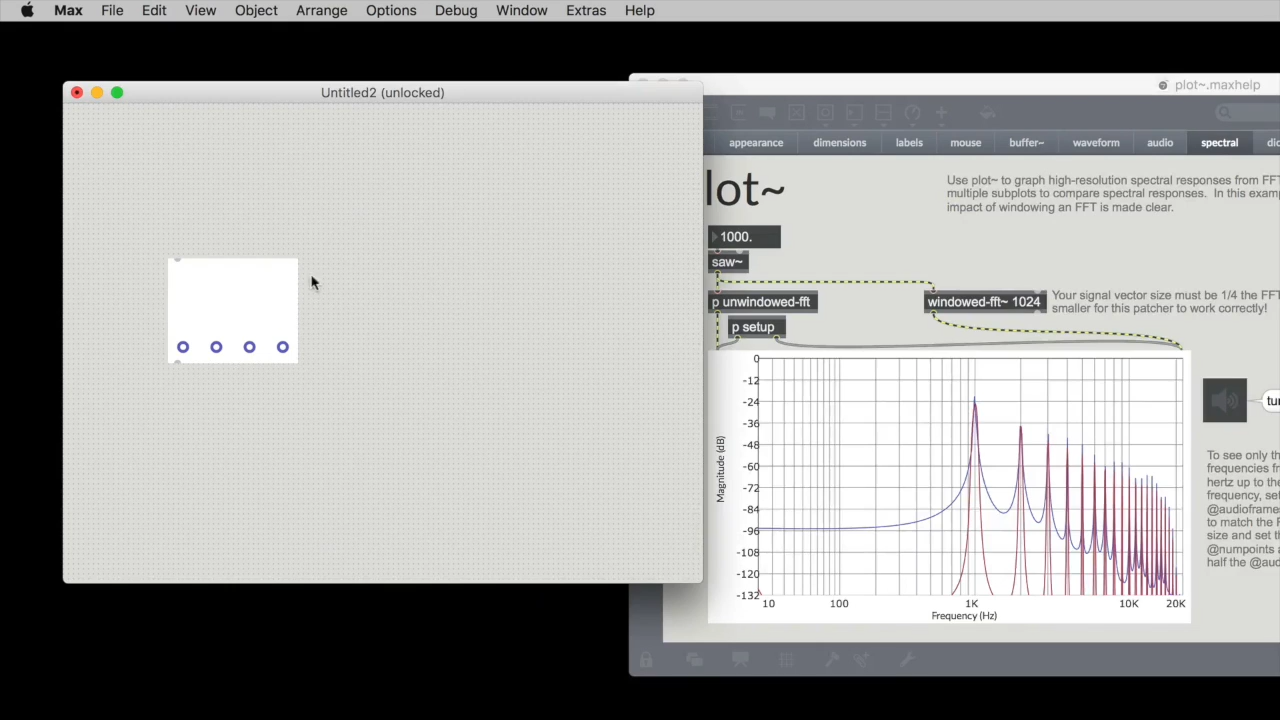 Max File Edit View Object Arrange Options Debug Window Extras Help
Untitled2 (unlocked)
plot~.maxhelp
appearance dimensions labels mouse buffer~ waveform audio spectral
lot~
Use plot~ to graph high-resolution spectral responses from FFT
multiple subplots to compare spectral responses. In this exam
impact of windowing an FFT is made clear.
1000.
saw~
p unwindowed-fft
windowed-fft~ 1024
Your signal vector size must be 1/4 the FFT
smaller for this patcher to work correctly!
p setup
0
-12
-24
-36
-48
-60
-72
-84
-96
-108
-120
-132
Magnitude (dB)
10 100 1K 10K 20K
Frequency (Hz)
tur
To see only th
frequencies fr
hertz up to the
frequency, set
@audioframes
to match the F
size and set th
@numpoints a
half the @aud